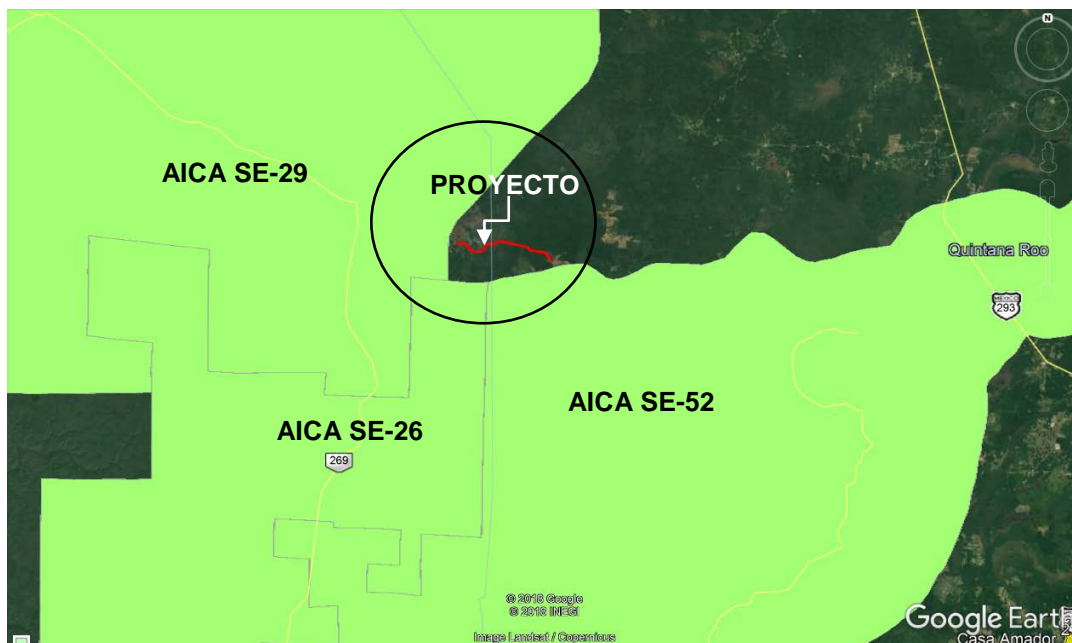 N
AICA SE-29
PROYECTO
Quintana Roo
MEXICO
293
AICA SE-52
AICA SE-26
269
© 2018 Google
© 2018 INEGI
Image Landsat / Copernicus
Google Earth
Casa Amador